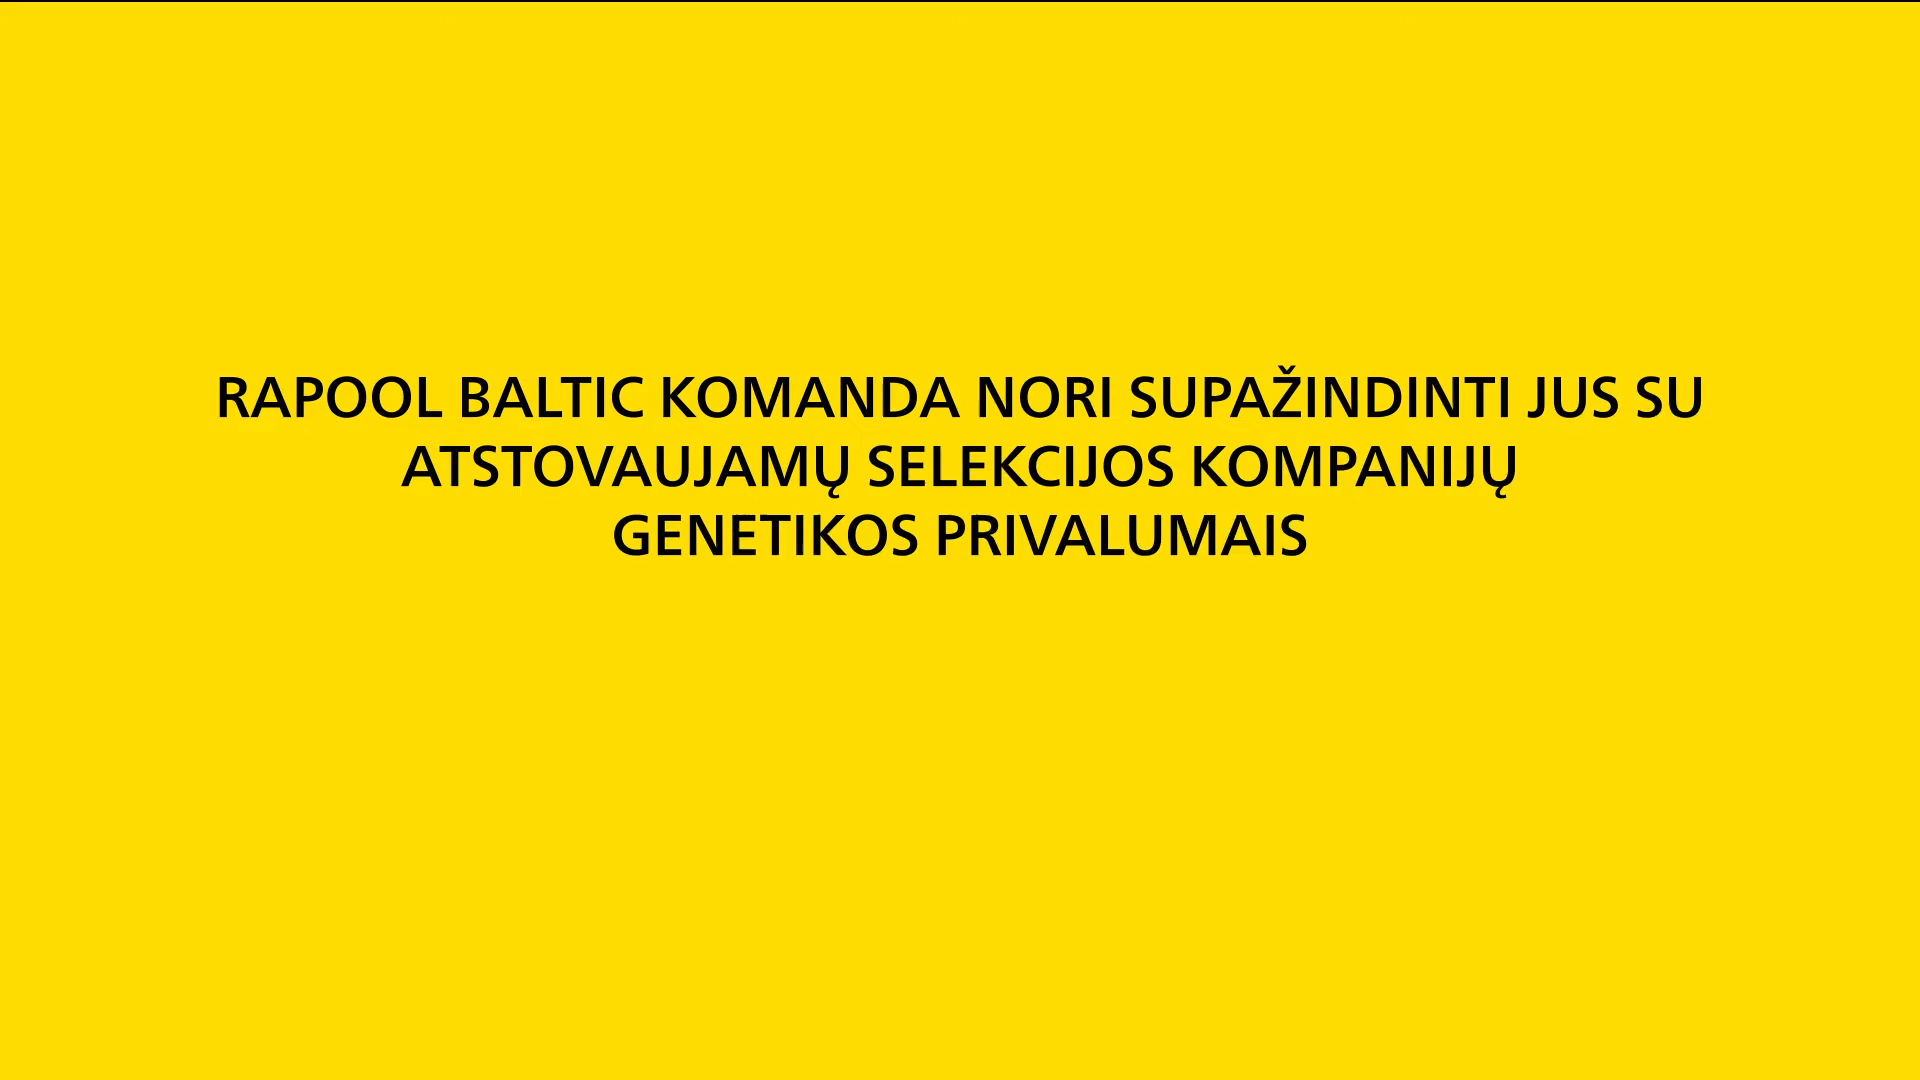 RAPOOL BALTIC KOMANDA NORI SUPAŽINDINTI JUS SU
ATSTOVAUJAMŲ SELEKCIJOS KOMPANIJŲ
GENETIKOS PRIVALUMAIS